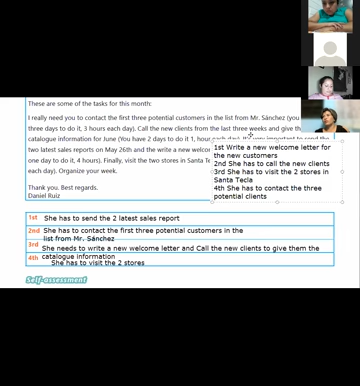 These are some of the tasks for this month:
I really need you to contact the first three potential customers in the list from Mr. Sánchez (you
three days to do it, 3 hours each day). Call the new clients from the last three weeks and give th
catalogue information for June (You have 2 days to do it 1, hour each day). It's very important to send the
two latest sales reports on May 26th and the write a new welcom
one day to do it, 4 hours). Finally, visit the two stores in Santa Te
each day). Organize your week.
Thank you. Best regards.
Daniel Ruiz
1st Write a new welcome letter for
the new customers
2nd She has to call the new clients
3rd She has to visit the 2 stores in
Santa Tecla
4th She has to contact the three
potential clients
1st She has to send the 2 latest sales report
2nd She has to contact the first three potential customers in the
list from Mr. Sánchez
3rd She needs to write a new welcome letter and Call the new clients to give them the
catalogue information
4th She has to visit the 2 stores
Self-assessment